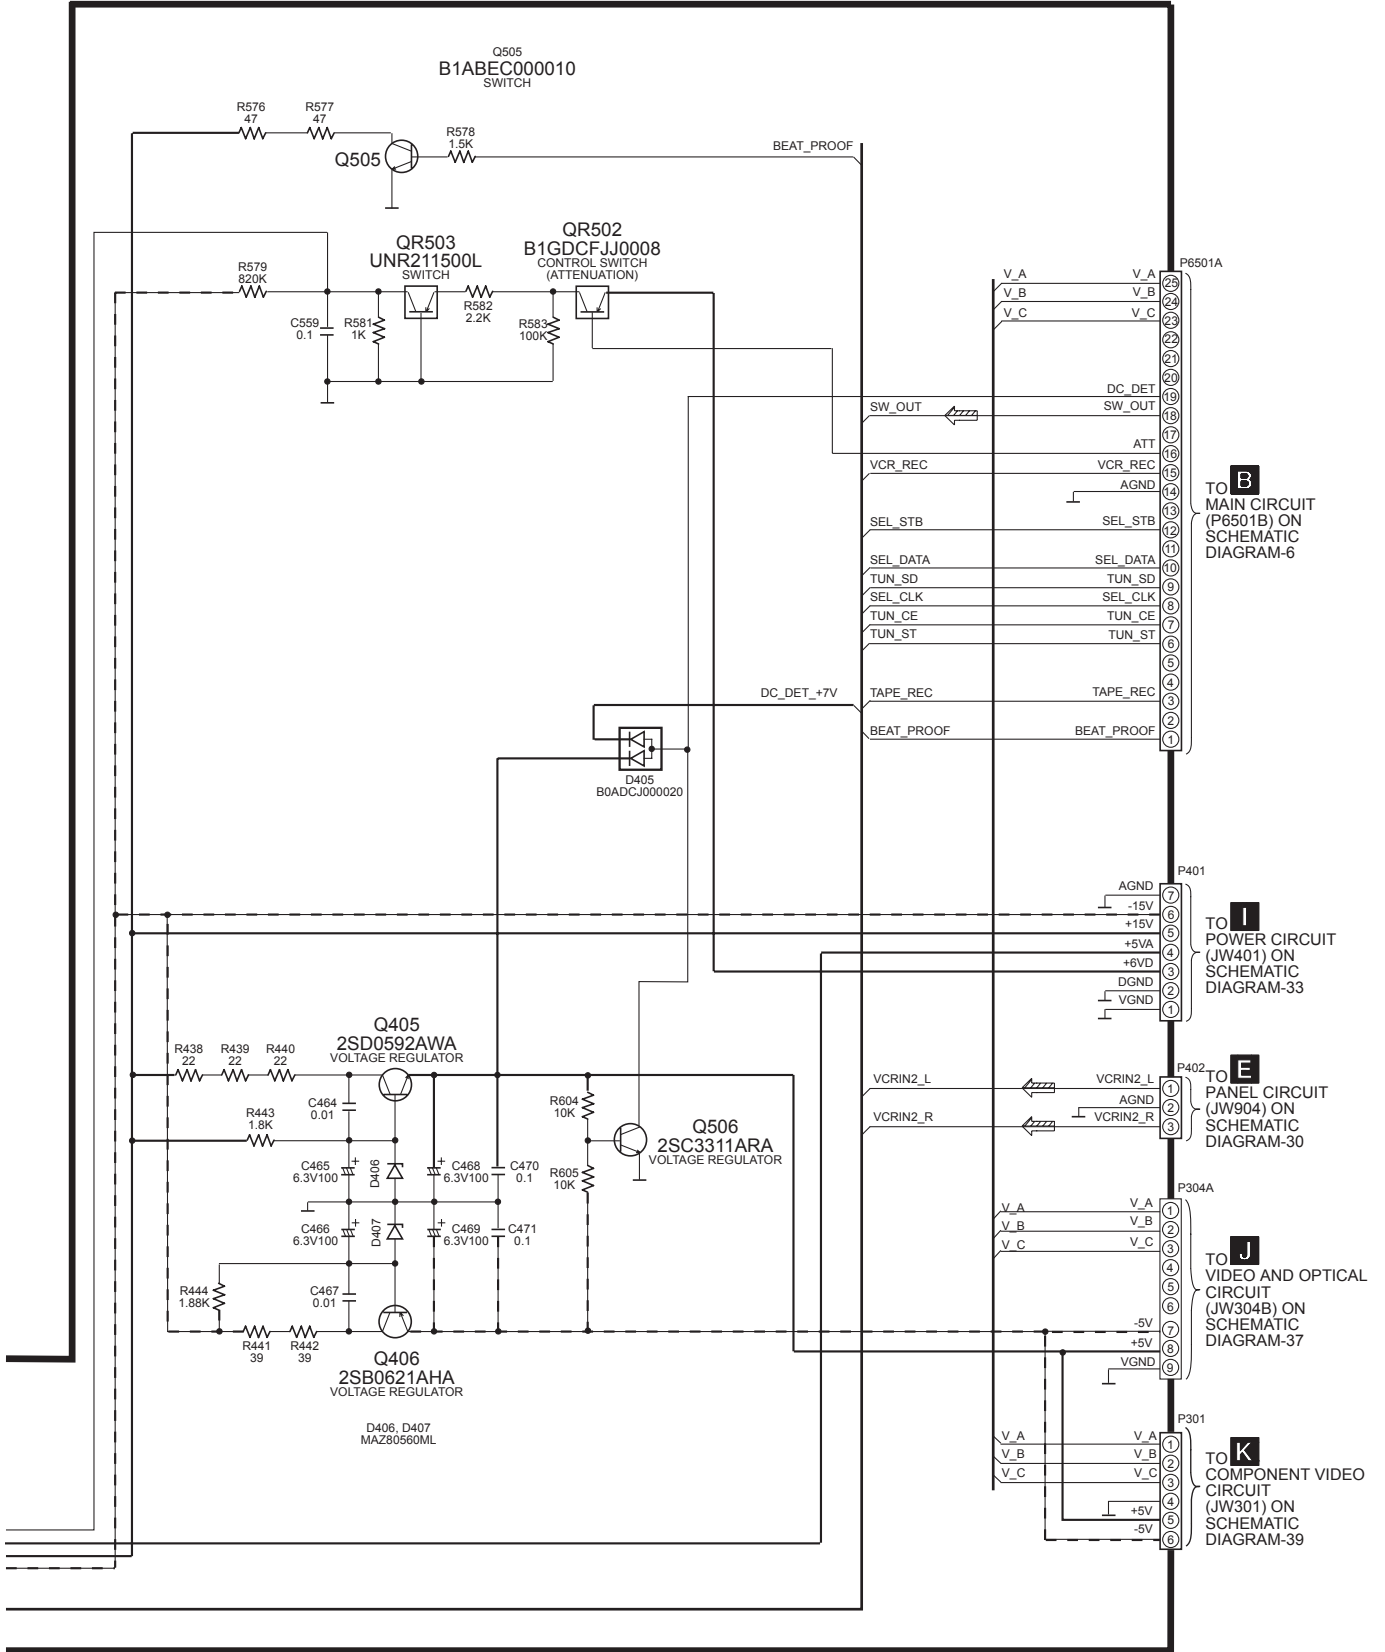 Q505
B1ABEC000010
SWITCH
R576
47
R577
47
R578
1.5K
Q505
BEAT_PROOF
QR503
UNR211500L
SWITCH
QR502
B1GDCFJJ0008
CONTROL SWITCH
(ATTENUATION)
R579
820K
C559
0.1
R581
1K
R582
2.2K
R583
100K
P6501A
V_A V_A 25
V_B V_B 24
V_C V_C 23
22
21
20
DC_DET 19
SW_OUT SW_OUT 18
17
ATT 16
VCR_REC VCR_REC 15
AGND 14
13
SEL_STB SEL_STB 12
11
SEL_DATA SEL_DATA 10
TUN_SD TUN_SD 9
SEL_CLK SEL_CLK 8
TUN_CE TUN_CE 7
TUN_ST TUN_ST 6
5
4
DC_DET_+7V TAPE_REC TAPE_REC 3
2
BEAT_PROOF BEAT_PROOF 1
TO B
MAIN CIRCUIT
(P6501B) ON
SCHEMATIC
DIAGRAM-6
D405
B0ADCJ000020
P401
AGND 7
-15V 6
+15V 5
+5VA 4
+6VD 3
DGND 2
VGND 1
TO I
POWER CIRCUIT
(JW401) ON
SCHEMATIC
DIAGRAM-33
Q405
2SD0592AWA
VOLTAGE REGULATOR
R438
22
R439
22
R440
22
C464
0.01
R443
1.8K
R604
10K
Q506
2SC3311ARA
VOLTAGE REGULATOR
C465
6.3V100
+
D406
+
C468
6.3V100
C470
0.1
R605
10K
C466
6.3V100
+
D407
+
C469
6.3V100
C471
0.1
R444
1.88K
C467
0.01
R441
39
R442
39
Q406
2SB0621AHA
VOLTAGE REGULATOR
D406, D407
MAZ80560ML
P402
VCRIN2_L VCRIN2_L 1
AGND 2
VCRIN2_R VCRIN2_R 3
TO E
PANEL CIRCUIT
(JW904) ON
SCHEMATIC
DIAGRAM-30
P304A
V_A V_A 1
V_B V_B 2
V_C V_C 3
4
5
6
-5V 7
+5V 8
VGND 9
TO J
VIDEO AND OPTICAL
CIRCUIT
(JW304B) ON
SCHEMATIC
DIAGRAM-37
P301
V_A V_A 1
V_B V_B 2
V_C V_C 3
4
+5V 5
-5V 6
TO K
COMPONENT VIDEO
CIRCUIT
(JW301) ON
SCHEMATIC
DIAGRAM-39